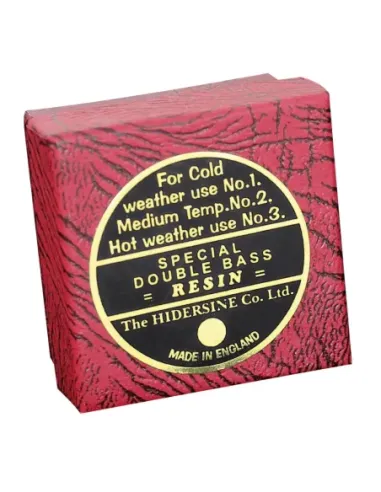 For Cold
weather use No.1.
Medium Temp.No.2.
Hot weather use No.3.
SPECIAL
DOUBLE BASS
= RESIN =
The HIDERSINE Co. Ltd.
MADE IN ENGLAND